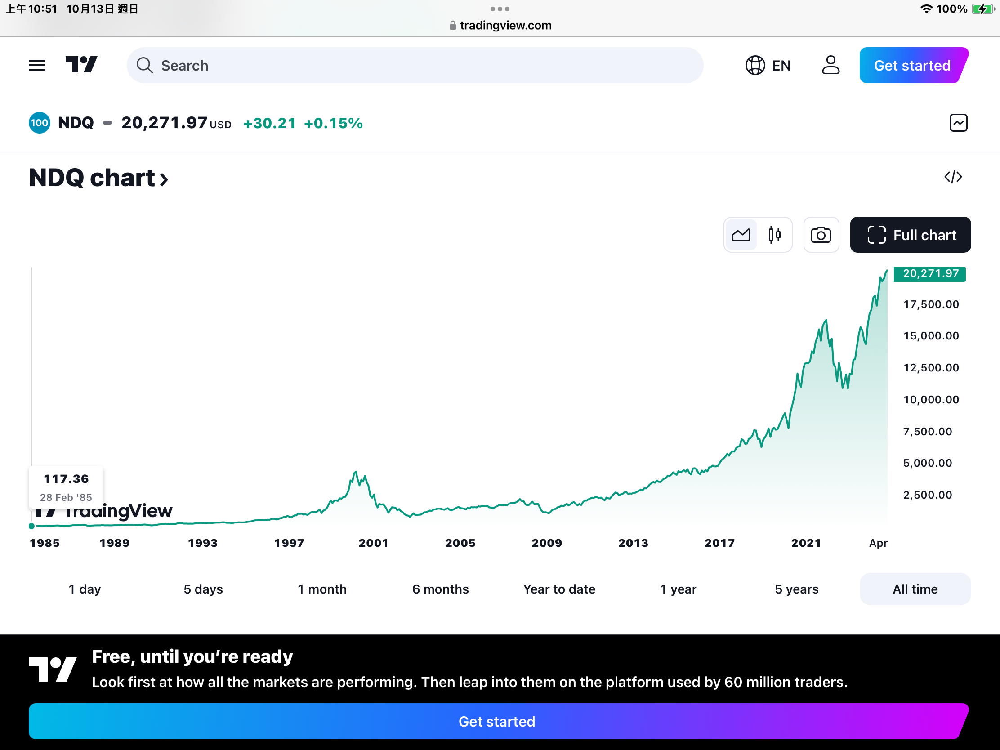 上午10:51 10月13日 週日
100%
tradingview.com
Search
EN
Get started
100 NDQ 20,271.97 USD +30.21 +0.15%
NDQ chart
Full chart
20,271.97
17,500.00
15,000.00
12,500.00
10,000.00
7,500.00
5,000.00
2,500.00
117.36
28 Feb '85
TradingView
1985 1989 1993 1997 2001 2005 2009 2013 2017 2021 Apr
1 day 5 days 1 month 6 months Year to date 1 year 5 years All time
Free, until you’re ready
Look first at how all the markets are performing. Then leap into them on the platform used by 60 million traders.
Get started